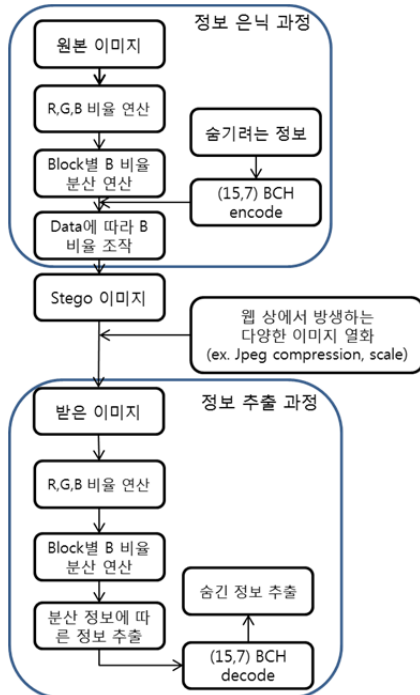 정보 은닉 과정
원본 이미지
R,G,B 비율 연산
숨기려는 정보
Block별 B 비율
분산 연산
(15,7) BCH
encode
Data에 따라 B
비율 조작
Stego 이미지
웹 상에서 방생하는
다양한 이미지 열화
(ex. Jpeg compression, scale)
정보 추출 과정
받은 이미지
R,G,B 비율 연산
Block별 B 비율
분산 연산
숨긴 정보 추출
분산 정보에 따
른 정보 추출
(15,7) BCH
decode